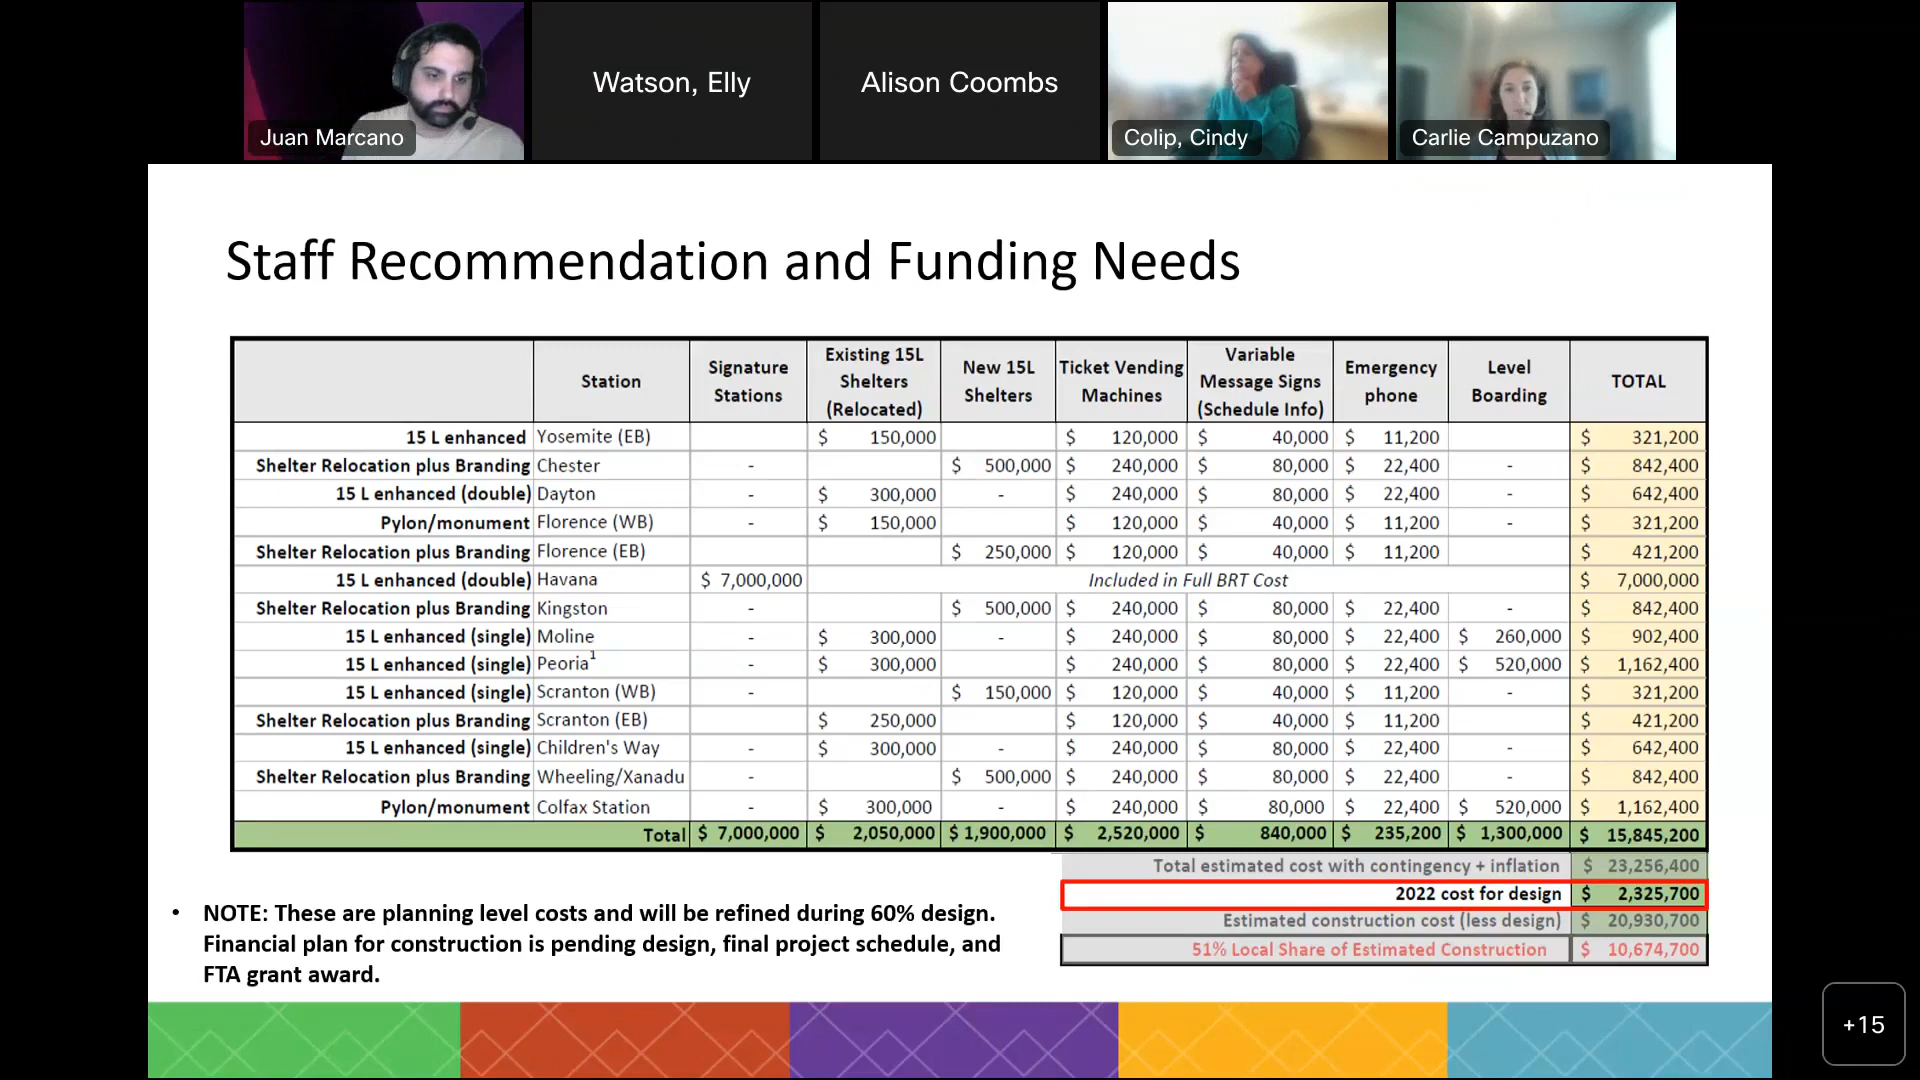 Watson, Elly
Alison Coombs
Juan Marcano
Colip, Cindy
Carlie Campuzano
Staff Recommendation and Funding Needs
Station Signature Stations Existing 15L Shelters (Relocated) New 15L Shelters Ticket Vending Machines Variable Message Signs (Schedule Info) Emergency phone Level Boarding TOTAL
15 L enhanced Yosemite (EB) $ 150,000 $ 120,000 $ 40,000 $ 11,200 $ 321,200
Shelter Relocation plus Branding Chester - $ 500,000 $ 240,000 $ 80,000 $ 22,400 - $ 842,400
15 L enhanced (double) Dayton - $ 300,000 - $ 240,000 $ 80,000 $ 22,400 - $ 642,400
Pylon/monument Florence (WB) - $ 150,000 $ 120,000 $ 40,000 $ 11,200 - $ 321,200
Shelter Relocation plus Branding Florence (EB) $ 250,000 $ 120,000 $ 40,000 $ 11,200 $ 421,200
15 L enhanced (double) Havana $ 7,000,000 Included in Full BRT Cost $ 7,000,000
Shelter Relocation plus Branding Kingston - $ 500,000 $ 240,000 $ 80,000 $ 22,400 - $ 842,400
15 L enhanced (single) Moline - $ 300,000 - $ 240,000 $ 80,000 $ 22,400 $ 260,000 $ 902,400
15 L enhanced (single) Peoria¹ - $ 300,000 $ 240,000 $ 80,000 $ 22,400 $ 520,000 $ 1,162,400
15 L enhanced (single) Scranton (WB) - $ 150,000 $ 120,000 $ 40,000 $ 11,200 - $ 321,200
Shelter Relocation plus Branding Scranton (EB) $ 250,000 $ 120,000 $ 40,000 $ 11,200 $ 421,200
15 L enhanced (single) Children's Way - $ 300,000 - $ 240,000 $ 80,000 $ 22,400 - $ 642,400
Shelter Relocation plus Branding Wheeling/Xanadu - $ 500,000 $ 240,000 $ 80,000 $ 22,400 - $ 842,400
Pylon/monument Colfax Station - $ 300,000 - $ 240,000 $ 80,000 $ 22,400 $ 520,000 $ 1,162,400
Total $ 7,000,000 $ 2,050,000 $ 1,900,000 $ 2,520,000 $ 840,000 $ 235,200 $ 1,300,000 $ 15,845,200
Total estimated cost with contingency + inflation $ 23,256,400
2022 cost for design $ 2,325,700
Estimated construction cost (less design) $ 20,930,700
51% Local Share of Estimated Construction $ 10,674,700
• NOTE: These are planning level costs and will be refined during 60% design.
Financial plan for construction is pending design, final project schedule, and
FTA grant award.
+15